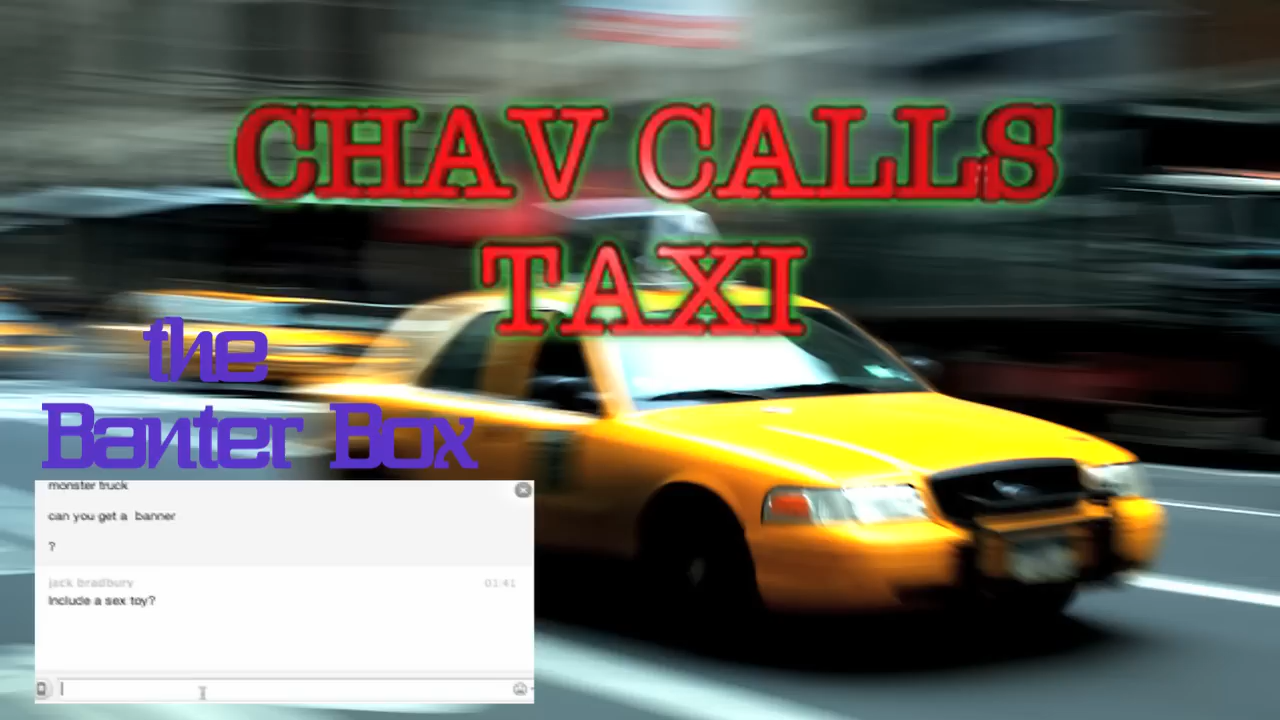 CHAV CALLS
TAXI
the
Banter Box
monster truck
can you get a banner
?
jack bradbury 01:41
Include a sex toy?